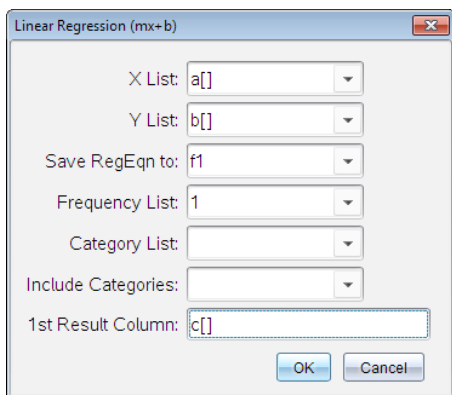 Linear Regression (mx+b)
X List: a[]
Y List: b[]
Save RegEqn to: f1
Frequency List: 1
Category List:
Include Categories:
1st Result Column: c[]
OK Cancel